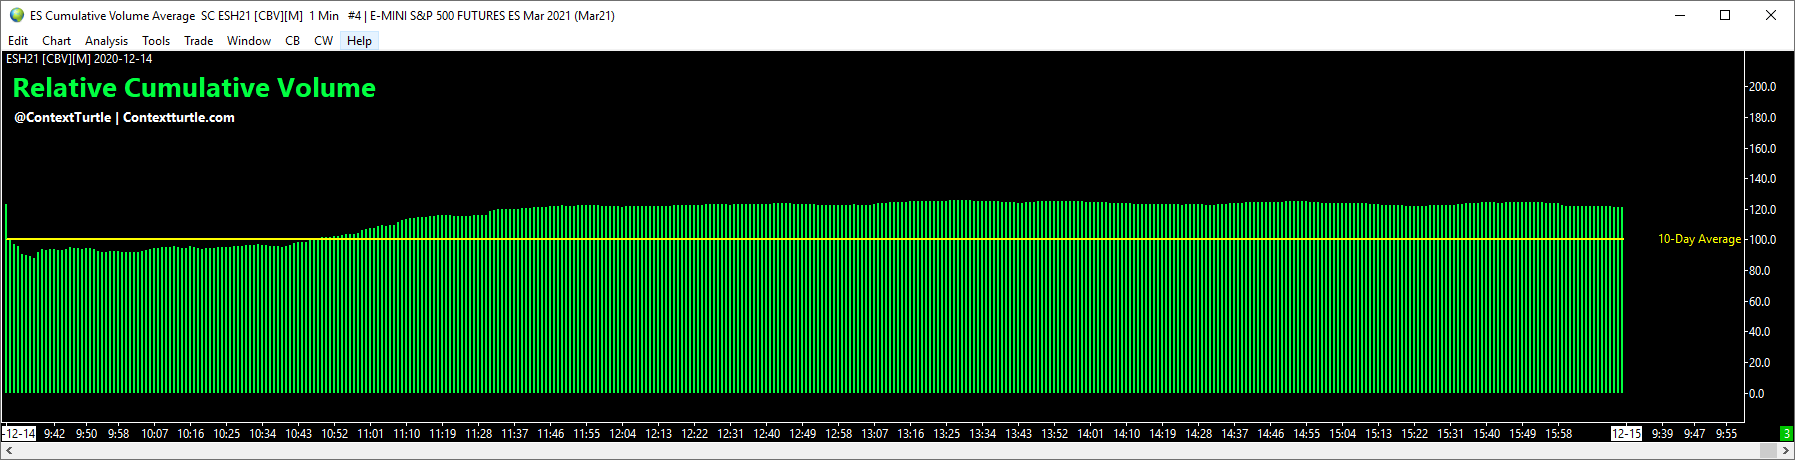 ES Cumulative Volume Average SC ESH21 [CBV][M] 1 Min #4 | E-MINI S&P 500 FUTURES ES Mar 2021 (Mar21)
Edit Chart Analysis Tools Trade Window CB CW Help
ESH21 [CBV][M] 2020-12-14
Relative Cumulative Volume
@ContextTurtle | Contextturtle.com
200.0
180.0
160.0
140.0
120.0
10-Day Average 100.0
80.0
60.0
40.0
20.0
0.0
-12-14 9:42 9:50 9:58 10:07 10:16 10:25 10:34 10:43 10:52 11:01 11:10 11:19 11:28 11:37 11:46 11:55 12:04 12:13 12:22 12:31 12:40 12:49 12:58 13:07 13:16 13:25 13:34 13:43 13:52 14:01 14:10 14:19 14:28 14:37 14:46 14:55 15:04 15:13 15:22 15:31 15:40 15:49 15:58 12-15 9:39 9:47 9:55 3